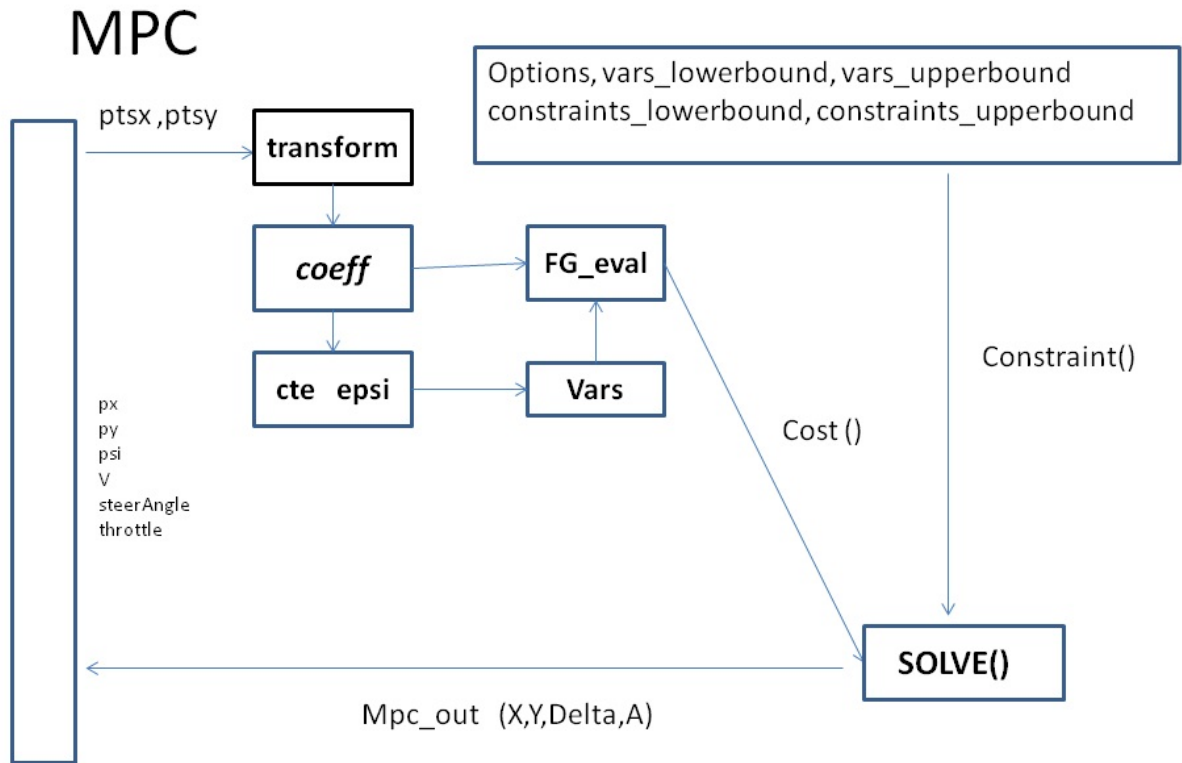 MPC
Options, vars_lowerbound, vars_upperbound
constraints_lowerbound, constraints_upperbound
ptsx ,ptsy
transform
coeff
FG_eval
cte epsi
Vars
Constraint()
px
py
psi
V
steerAngle
throttle
Cost ()
SOLVE()
Mpc_out (X,Y,Delta,A)